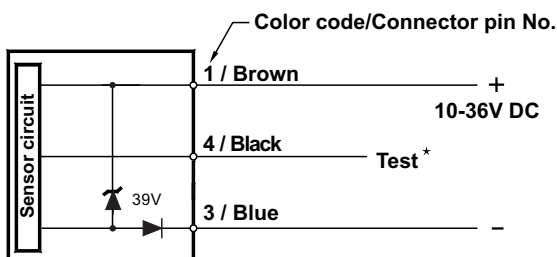 Color code/Connector pin No.
1 / Brown
+
10-36V DC
4 / Black
Test *
Sensor circuit
39V
3 / Blue
-